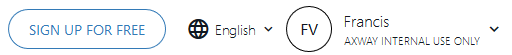 SIGN UP FOR FREE
English
FV
Francis
AXWAY INTERNAL USE ONLY